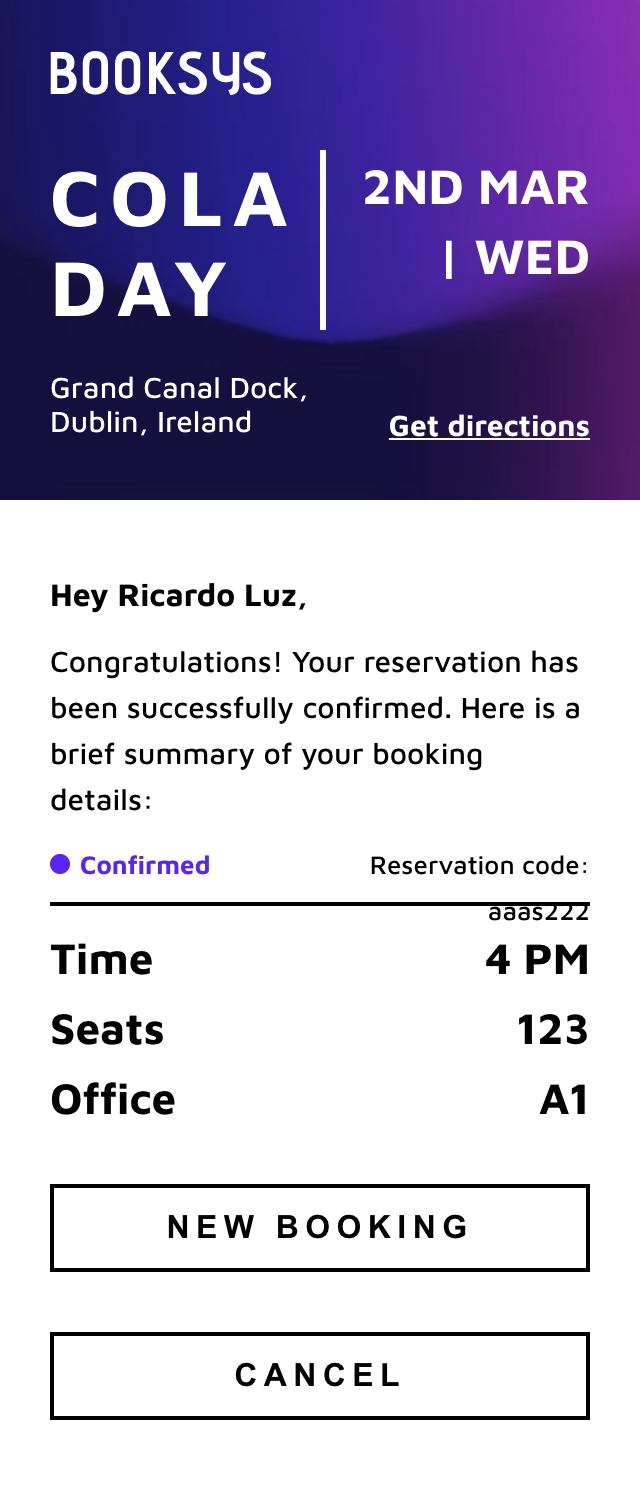 BOOKSYS
COLA
DAY
2ND MAR
| WED
Grand Canal Dock,
Dublin, Ireland
Get directions
Hey Ricardo Luz,
Congratulations! Your reservation has
been successfully confirmed. Here is a
brief summary of your booking
details:
Confirmed
Reservation code:
aaas222
Time 4 PM
Seats 123
Office A1
NEW BOOKING
CANCEL